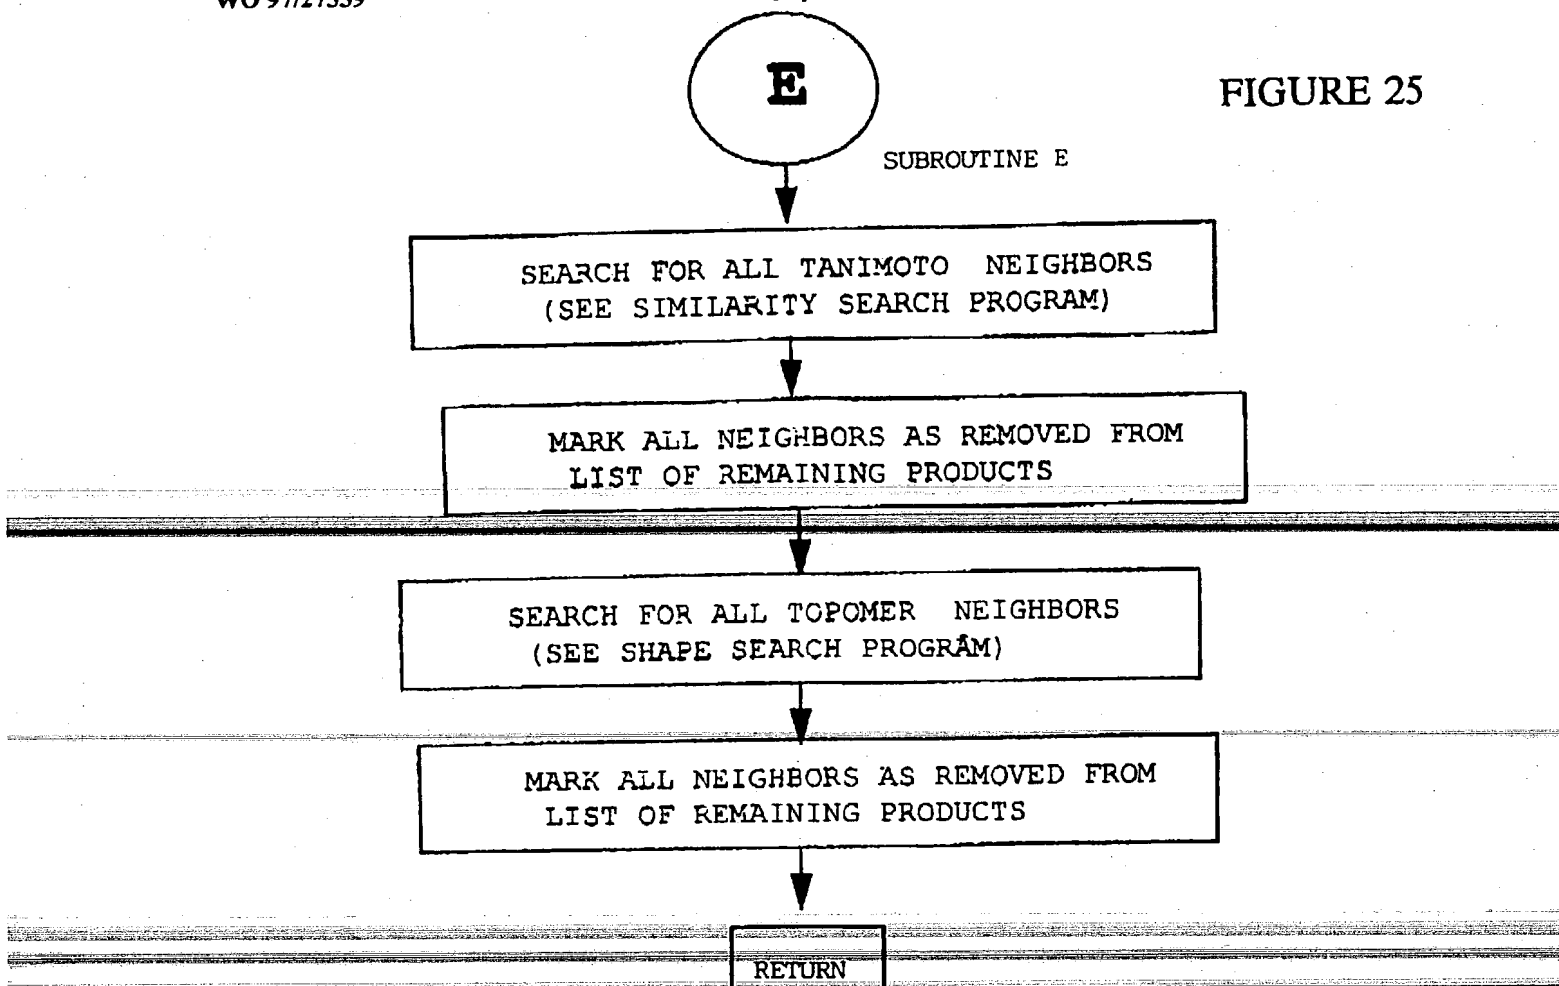 WO 97/27559
E
FIGURE 25
SUBROUTINE E
SEARCH FOR ALL TANIMOTO NEIGHBORS
(SEE SIMILARITY SEARCH PROGRAM)
MARK ALL NEIGHBORS AS REMOVED FROM
LIST OF REMAINING PRODUCTS
SEARCH FOR ALL TOPOMER NEIGHBORS
(SEE SHAPE SEARCH PROGRAM)
MARK ALL NEIGHBORS AS REMOVED FROM
LIST OF REMAINING PRODUCTS
RETURN